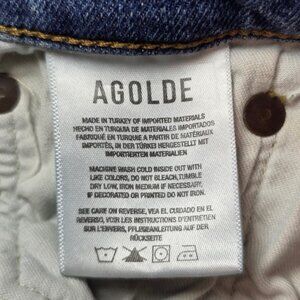 AGOLDE
MADE IN TURKEY OF IMPORTED MATERIALS
HECHO EN TURQUIA DE MATERIALES IMPORTADOS
FABRIQUÉ EN TURQUIE A PARTIR DE MATÉRIAUX
IMPORTÉS, IN DER TÜRKEI HERGESTELLT MIT
IMPORTIERTEN MATERIALIEN
MACHINE WASH COLD INSIDE OUT WITH
LIKE COLORS, DO NOT BLEACH, TUMBLE
DRY LOW, IRON MEDIUM IF NECESSARY,
IF DECORATED OR PRINTED DO NOT IRON.
SEE CARE ON REVERSE, VEA EL CUIDADO EN EL
REVERSO, VOIR LES INSTRUCTIONS D'ENTRETIEN
SUR L'ENVERS, PFLEGEANLEITUNG AUF DER
RÜCKSEITE